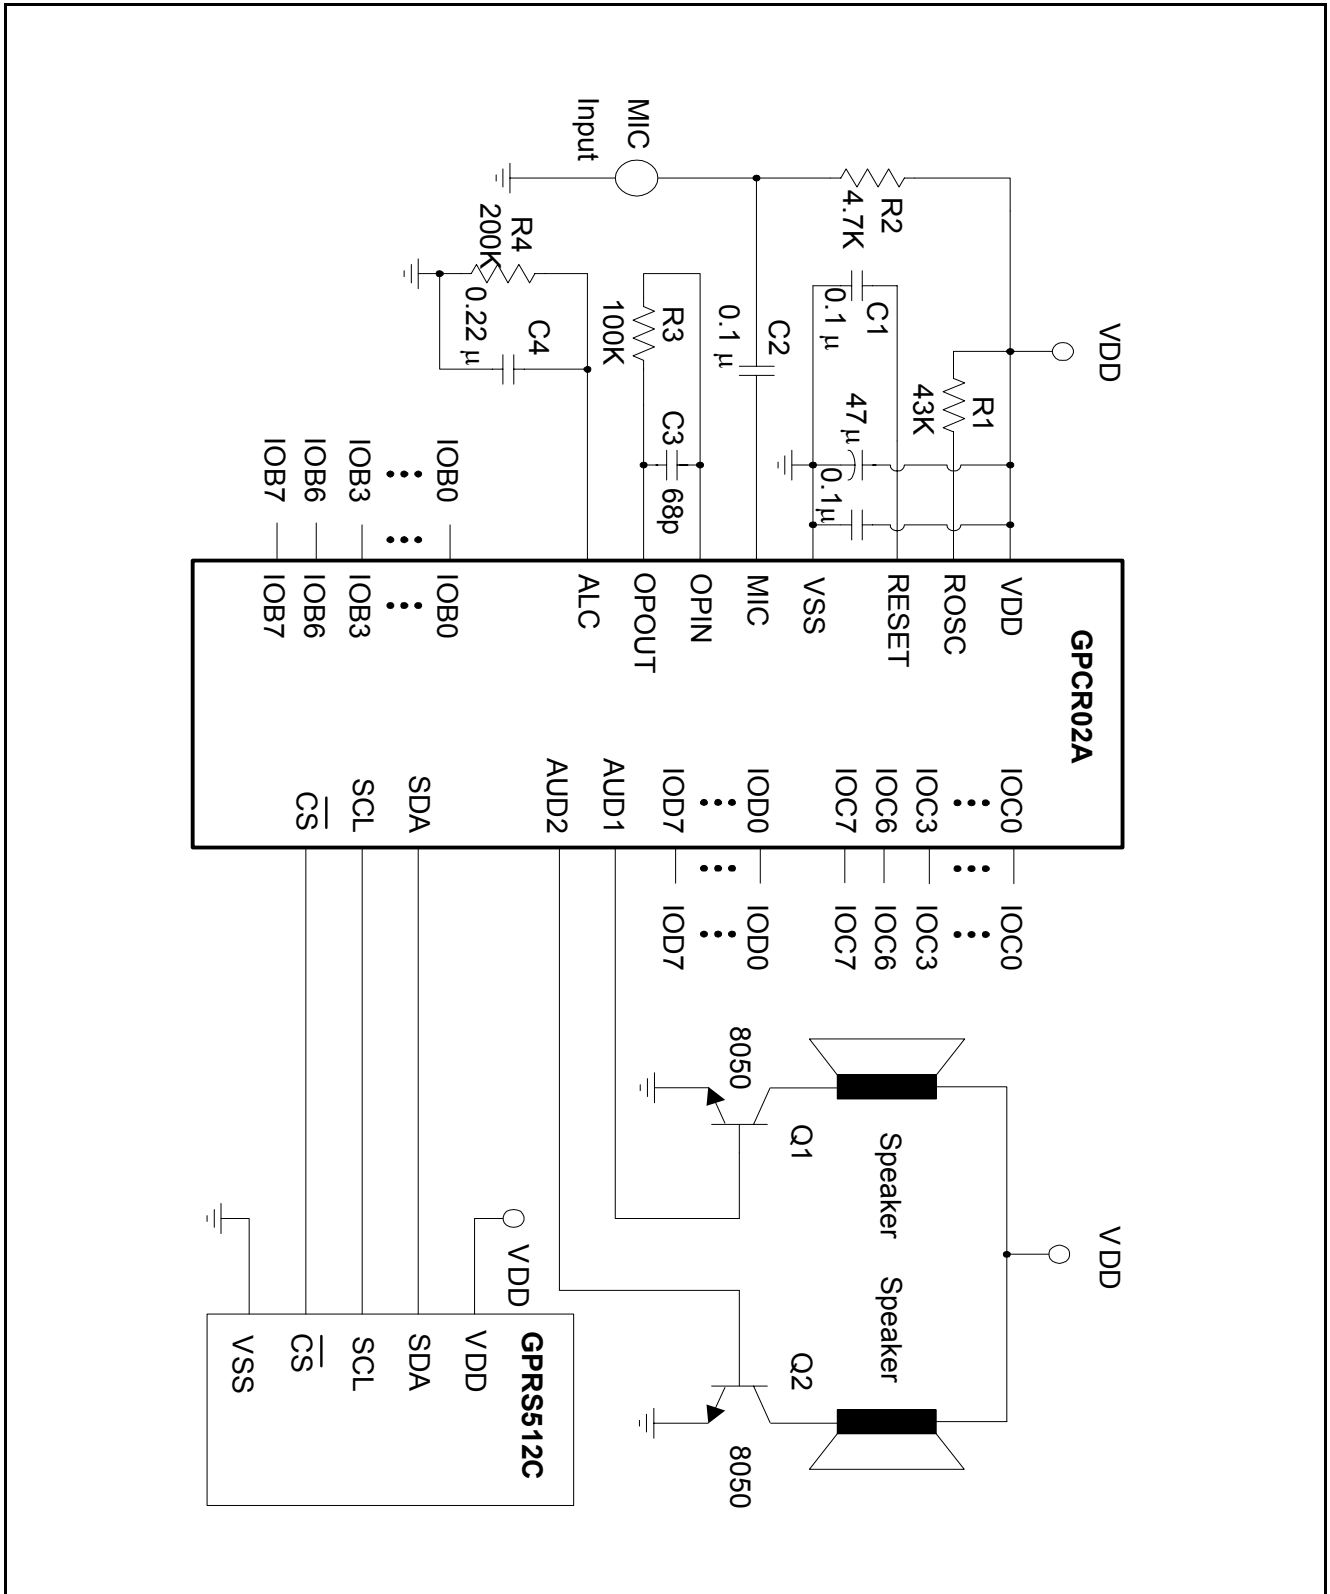 VDD
R2
4.7K
MIC
Input
R1
43K
C1
0.1 μ
47μ
0.1μ
C2
0.1 μ
R3
100K
C3
68p
R4
200K
C4
0.22 μ
GPCR02A
VDD
ROSC
RESET
VSS
MIC
OPIN
OPOUT
ALC
IOB0 IOB0
••• •••
IOB3 IOB3
IOB6 IOB6
IOB7 IOB7
IOC0 IOC0
••• •••
IOC3 IOC3
IOC6 IOC6
IOC7 IOC7
IOD0 IOD0
••• •••
IOD7 IOD7
AUD1
AUD2
SDA
SCL
CS
VDD
Speaker
Speaker
Q1
8050
Q2
8050
VDD
GPRS512C
VDD
SDA
SCL
CS
VSS